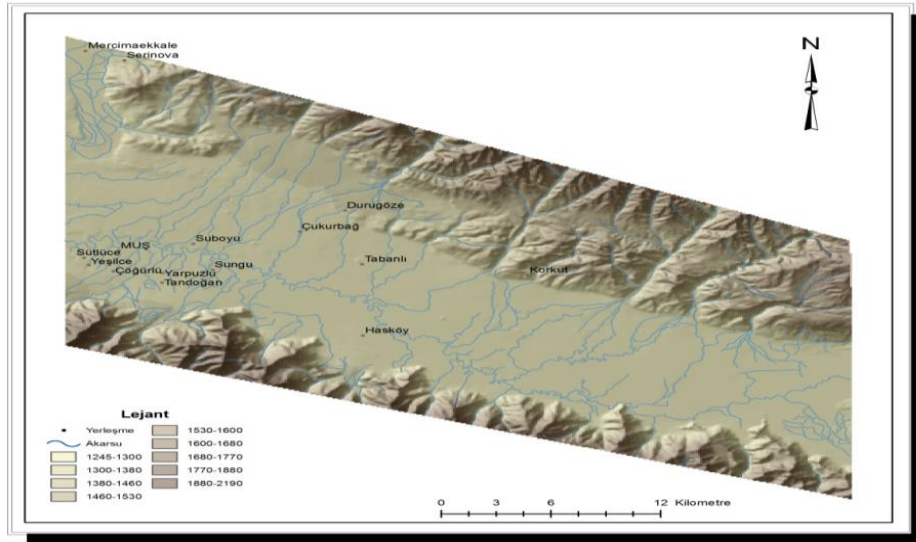 Mercimaekkale
Serinova
N
Durugöze
Çukurbağ
Suboyu
MUŞ
Sütlüce
Yeşilce
Sungu
Tabanlı
Korkut
Çöğürlü
Yarpuzlu
Tandoğan
Hasköy
Lejant
Yerleşme
Akarsu
1245-1300
1300-1380
1380-1460
1460-1530
1530-1600
1600-1680
1680-1770
1770-1880
1880-2190
0 3 6 12 Kilometre